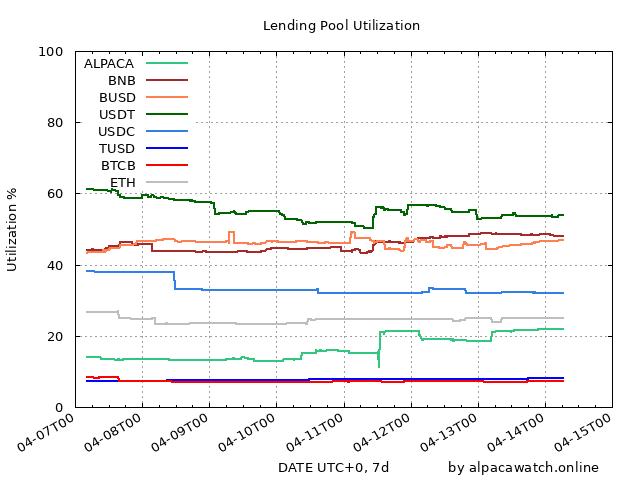 Lending Pool Utilization
Utilization %
100
80
60
40
20
0
ALPACA
BNB
BUSD
USDT
USDC
TUSD
BTCB
ETH
04-07T00
04-08T00
04-09T00
04-10T00
04-11T00
04-12T00
04-13T00
04-14T00
04-15T00
DATE UTC+0, 7d
by alpacawatch.online